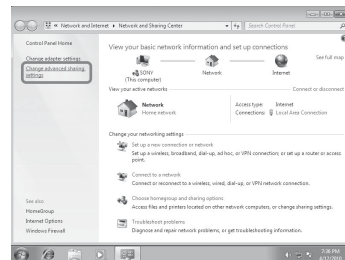 « Network and Internet ▸ Network and Sharing Center
Search Control Panel
Control Panel Home
Change adapter settings
Change advanced sharing
settings
View your basic network information and set up connections
See full map
SONY
(This computer)
Network
Internet
View your active networks
Connect or disconnect
Network
Home network
Access type: Internet
Connections: Local Area Connection
Change your networking settings
Set up a new connection or network
Set up a wireless, broadband, dial-up, ad hoc, or VPN connection; or set up a router or access
point.
Connect to a network
Connect or reconnect to a wireless, wired, dial-up, or VPN network connection.
Choose homegroup and sharing options
Access files and printers located on other network computers, or change sharing settings.
Troubleshoot problems
Diagnose and repair network problems, or get troubleshooting information.
See also
HomeGroup
Internet Options
Windows Firewall